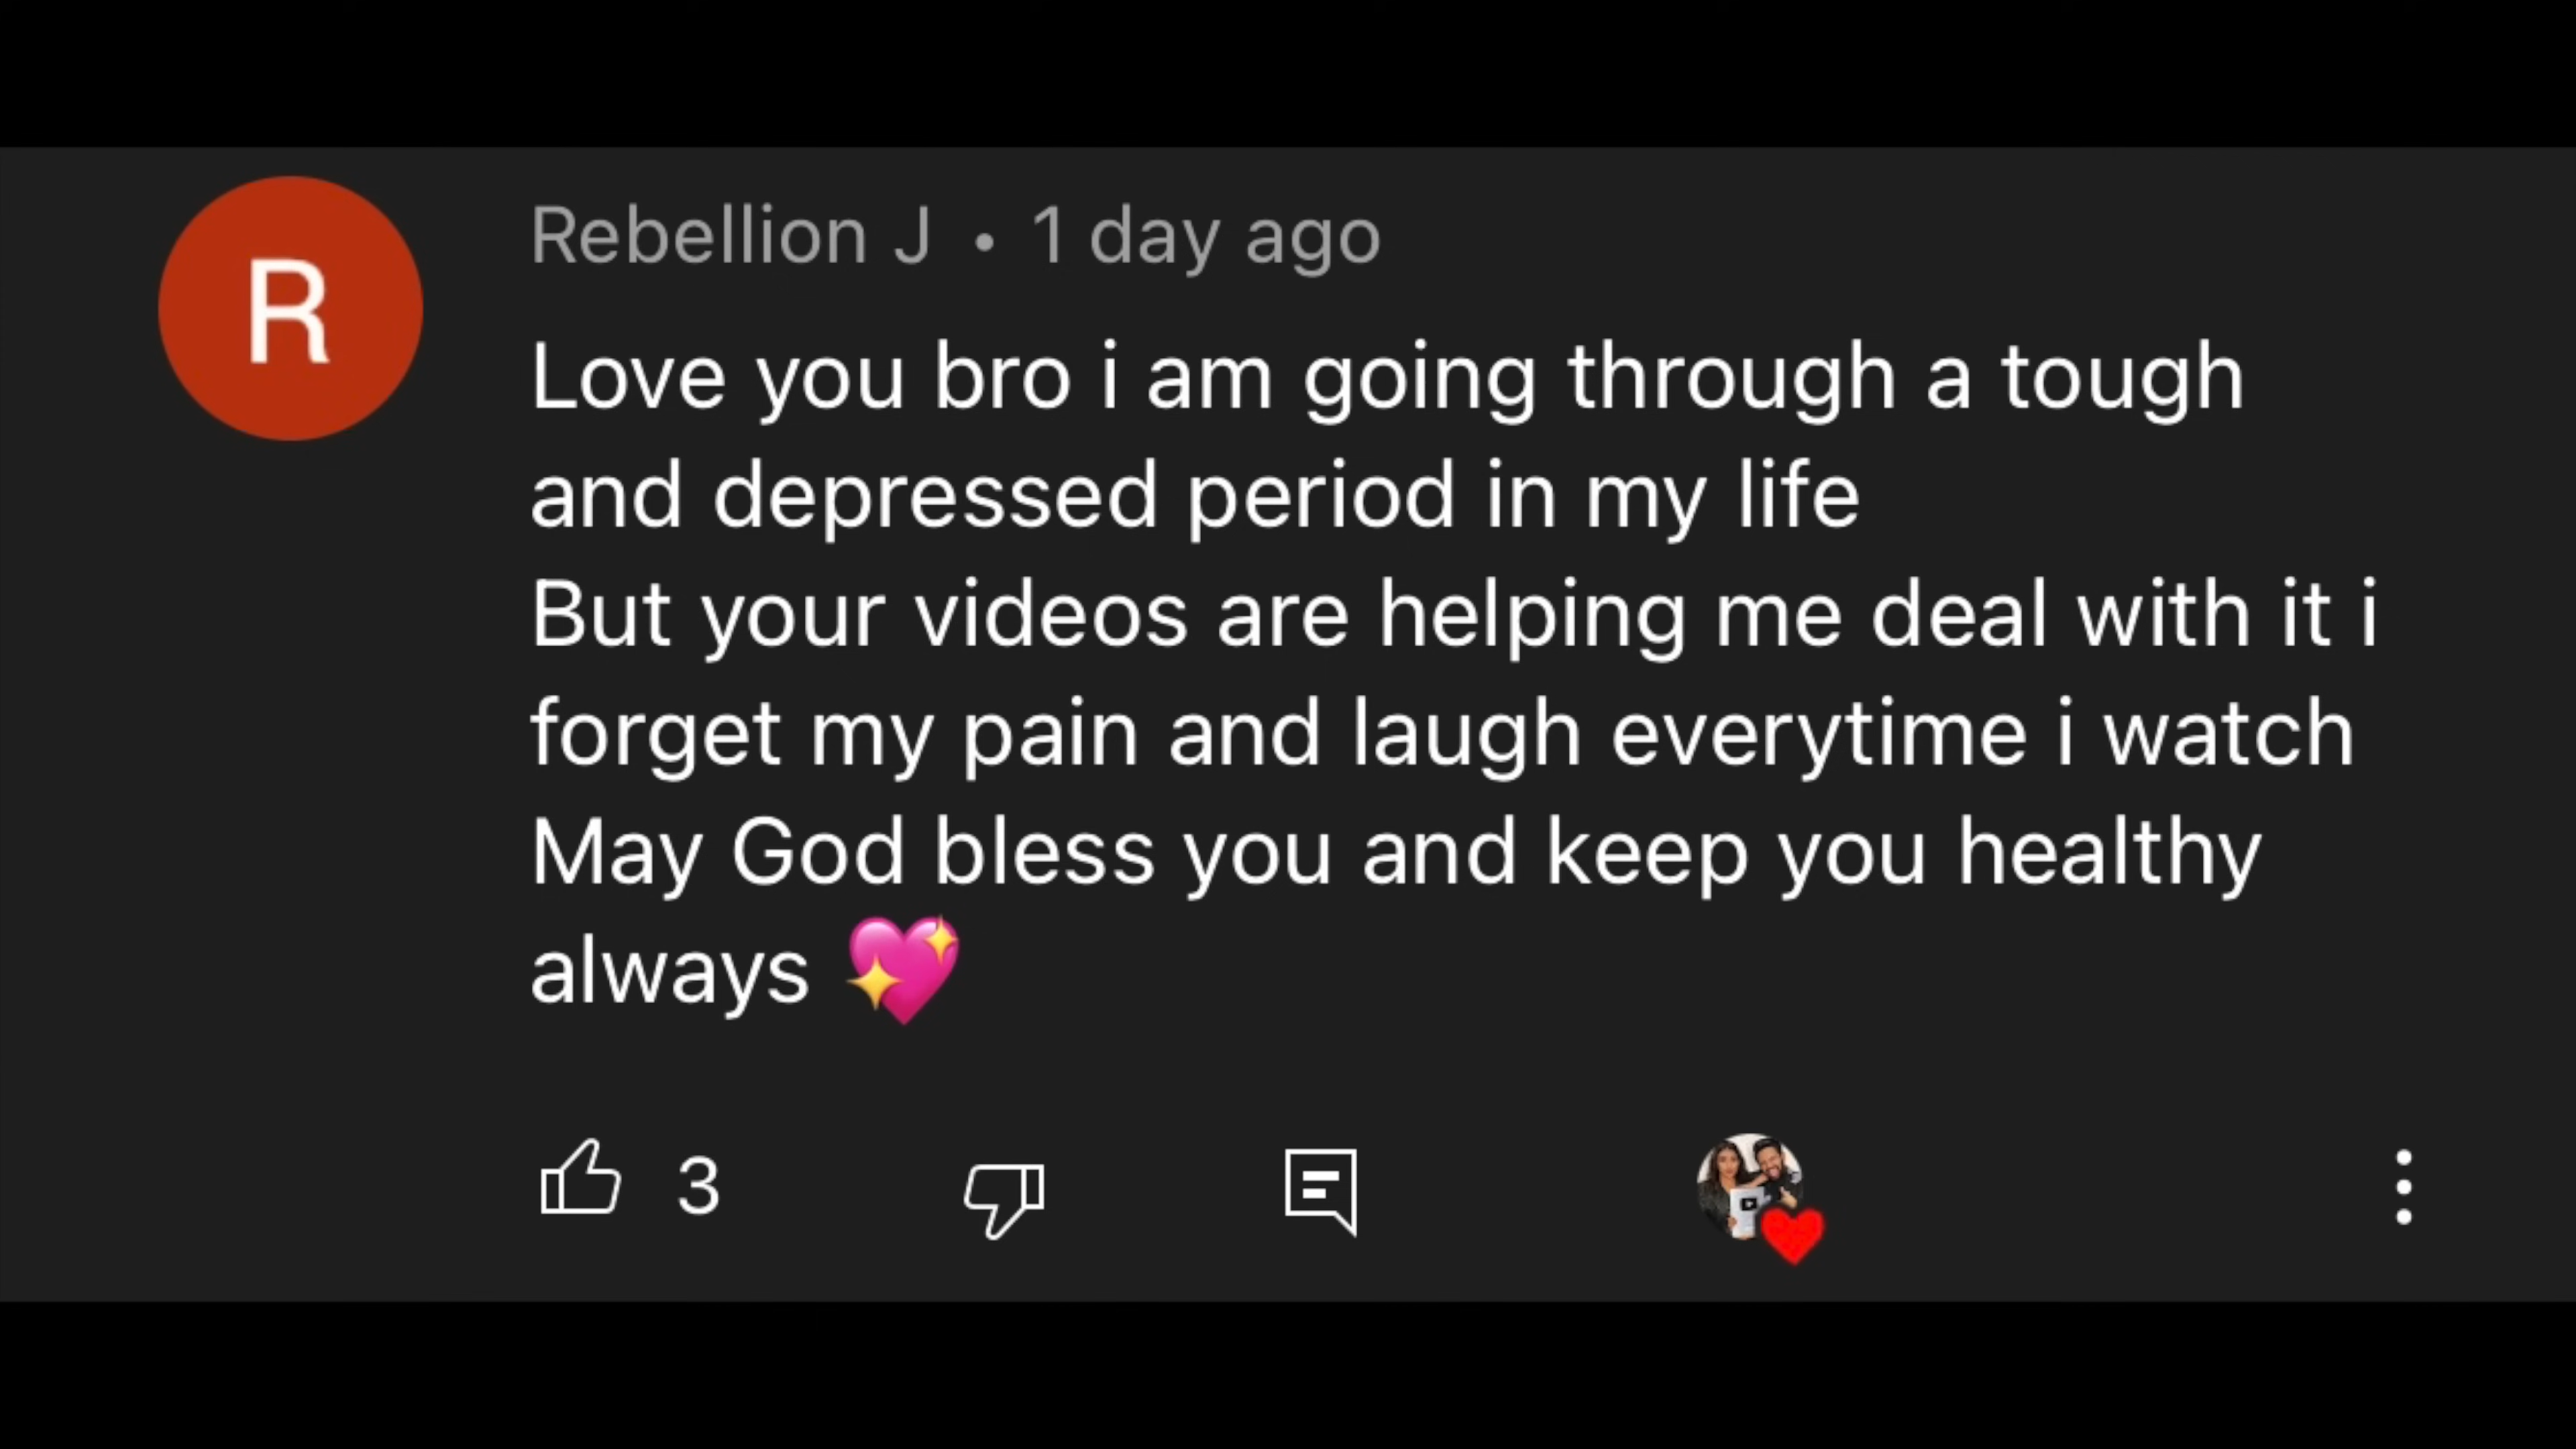 R
Rebellion J • 1 day ago
Love you bro i am going through a tough
and depressed period in my life
But your videos are helping me deal with it i
forget my pain and laugh everytime i watch
May God bless you and keep you healthy
always 💖
3